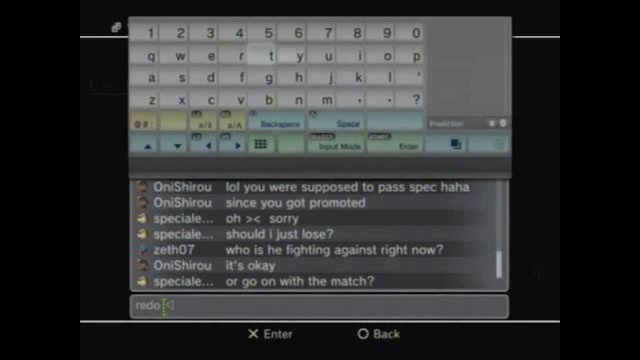 1 2 3 4 5 6 7 8 9 0
q w e r t y u i o p
a s d f g h j k l '
z x c v b n m , . ?
@#: a/á a/A Backspace Space Prediction
Input Mode Enter
OniShirou lol you were supposed to pass spec haha
OniShirou since you got promoted
speciale... oh >< sorry
speciale... should i just lose?
zeth07 who is he fighting against right now?
OniShirou it's okay
speciale... or go on with the match?
redo
X Enter O Back